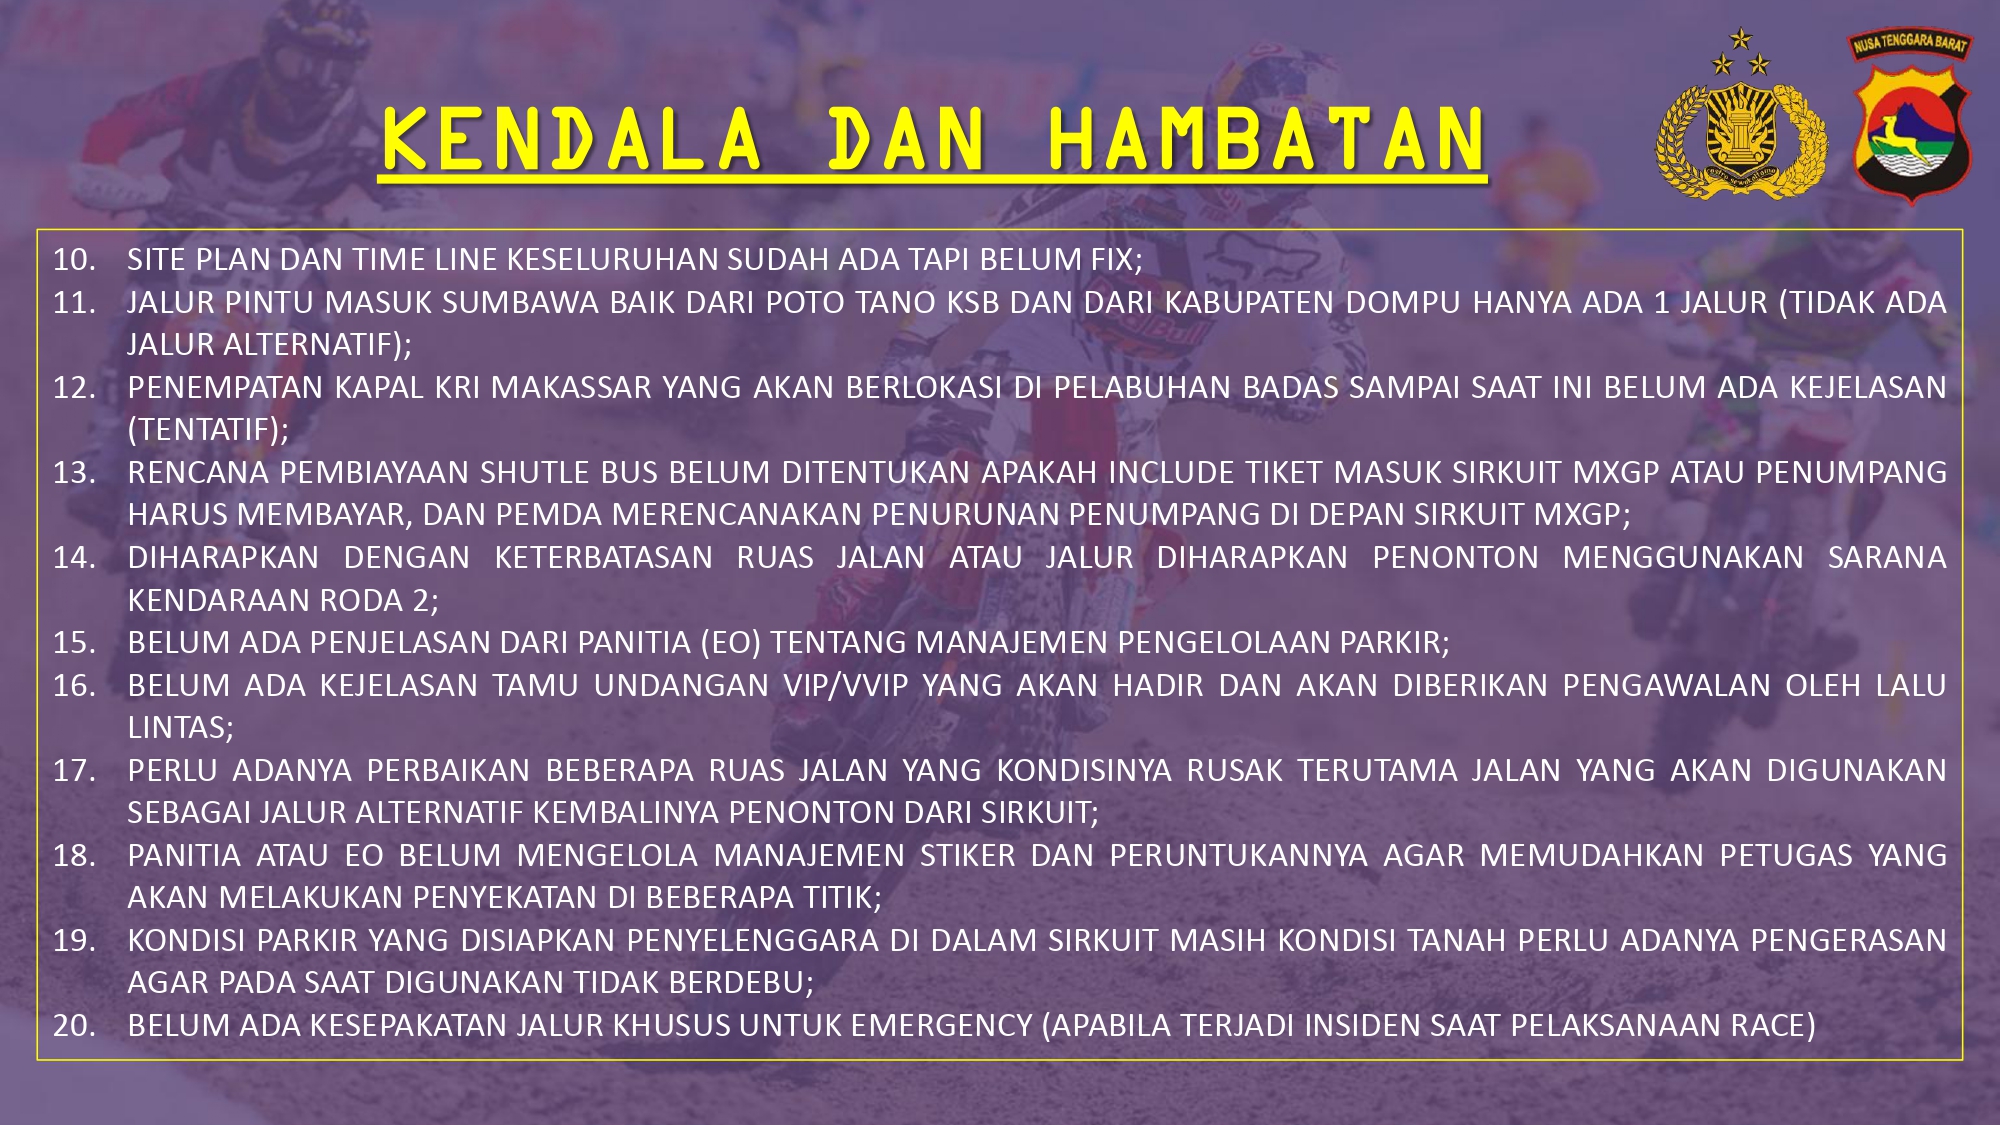 KENDALA DAN HAMBATAN
NUSA TENGGARA BARAT
10. SITE PLAN DAN TIME LINE KESELURUHAN SUDAH ADA TAPI BELUM FIX;
11. JALUR PINTU MASUK SUMBAWA BAIK DARI POTO TANO KSB DAN DARI KABUPATEN DOMPU HANYA ADA 1 JALUR (TIDAK ADA
JALUR ALTERNATIF);
12. PENEMPATAN KAPAL KRI MAKASSAR YANG AKAN BERLOKASI DI PELABUHAN BADAS SAMPAI SAAT INI BELUM ADA KEJELASAN
(TENTATIF);
13. RENCANA PEMBIAYAAN SHUTLE BUS BELUM DITENTUKAN APAKAH INCLUDE TIKET MASUK SIRKUIT MXGP ATAU PENUMPANG
HARUS MEMBAYAR, DAN PEMDA MERENCANAKAN PENURUNAN PENUMPANG DI DEPAN SIRKUIT MXGP;
14. DIHARAPKAN DENGAN KETERBATASAN RUAS JALAN ATAU JALUR DIHARAPKAN PENONTON MENGGUNAKAN SARANA
KENDARAAN RODA 2;
15. BELUM ADA PENJELASAN DARI PANITIA (EO) TENTANG MANAJEMEN PENGELOLAAN PARKIR;
16. BELUM ADA KEJELASAN TAMU UNDANGAN VIP/VVIP YANG AKAN HADIR DAN AKAN DIBERIKAN PENGAWALAN OLEH LALU
LINTAS;
17. PERLU ADANYA PERBAIKAN BEBERAPA RUAS JALAN YANG KONDISINYA RUSAK TERUTAMA JALAN YANG AKAN DIGUNAKAN
SEBAGAI JALUR ALTERNATIF KEMBALINYA PENONTON DARI SIRKUIT;
18. PANITIA ATAU EO BELUM MENGELOLA MANAJEMEN STIKER DAN PERUNTUKANNYA AGAR MEMUDAHKAN PETUGAS YANG
AKAN MELAKUKAN PENYEKATAN DI BEBERAPA TITIK;
19. KONDISI PARKIR YANG DISIAPKAN PENYELENGGARA DI DALAM SIRKUIT MASIH KONDISI TANAH PERLU ADANYA PENGERASAN
AGAR PADA SAAT DIGUNAKAN TIDAK BERDEBU;
20. BELUM ADA KESEPAKATAN JALUR KHUSUS UNTUK EMERGENCY (APABILA TERJADI INSIDEN SAAT PELAKSANAAN RACE)